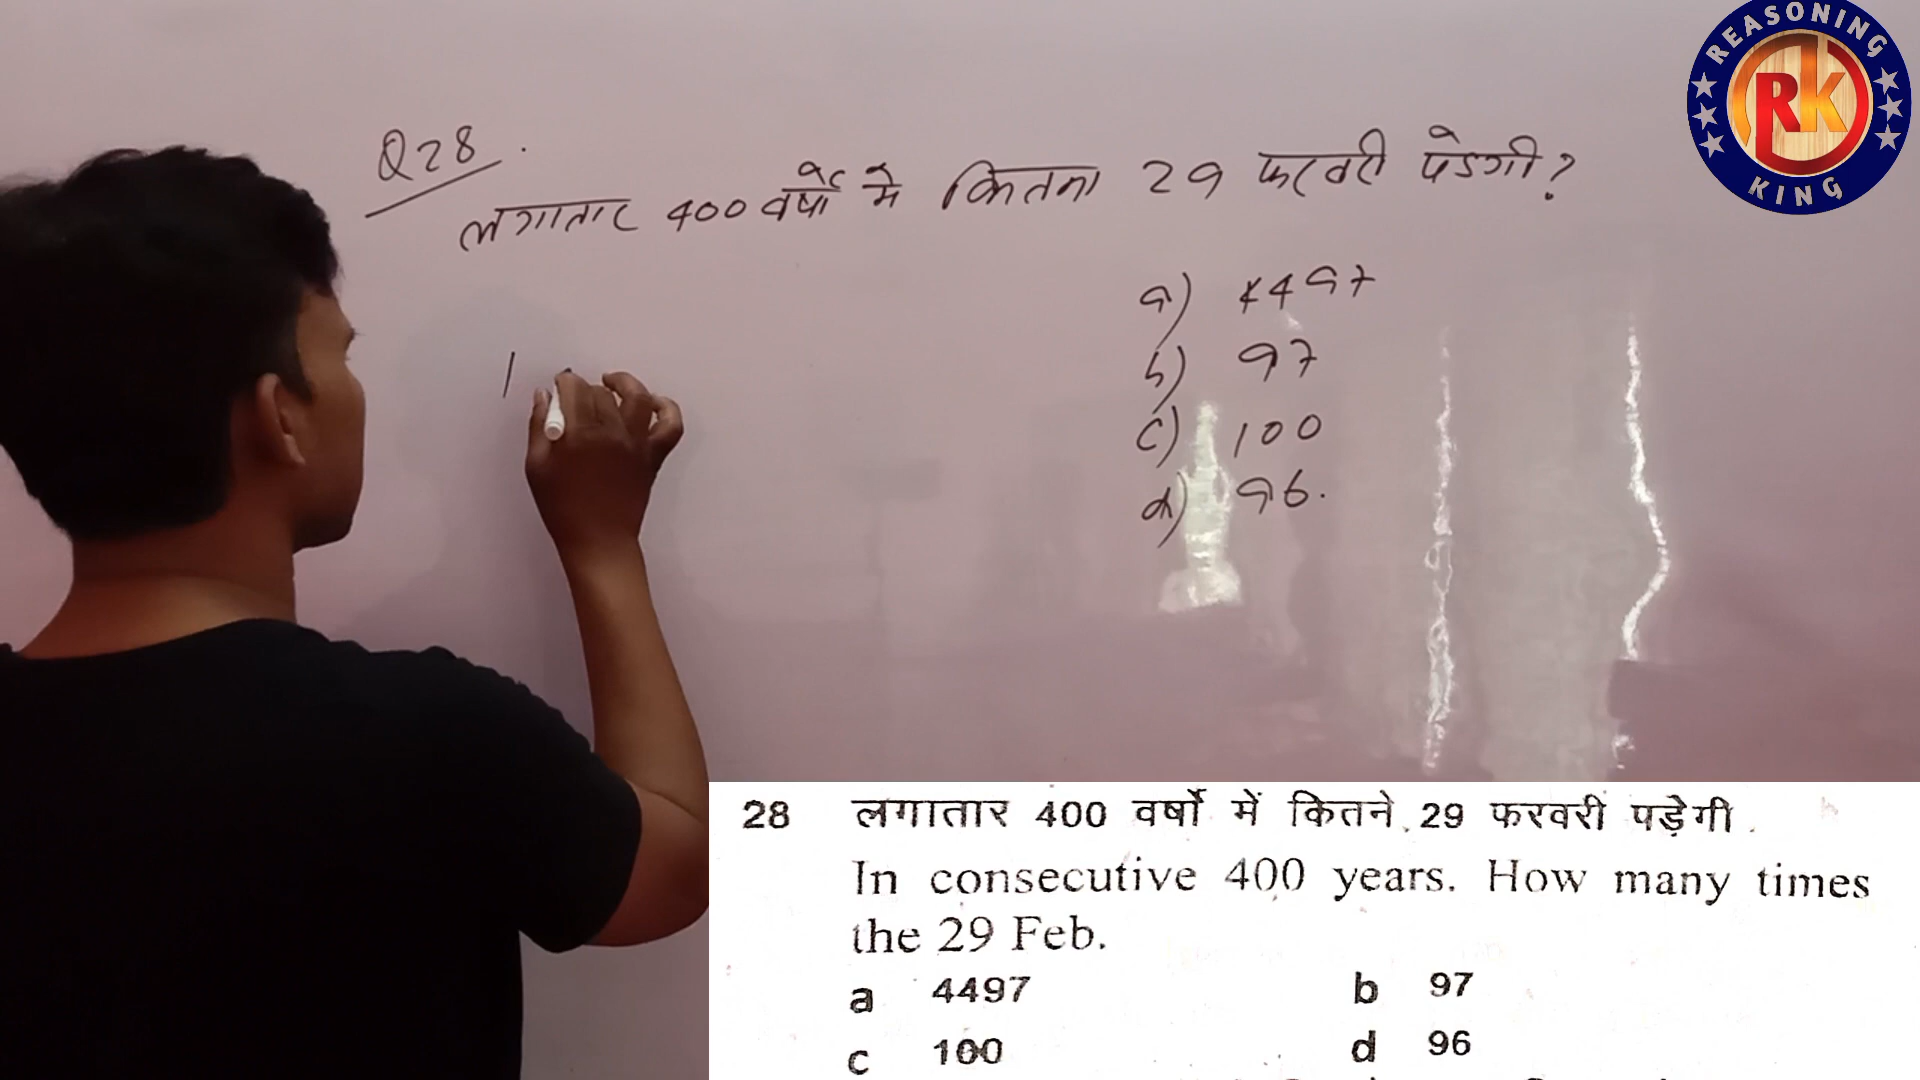 REASONING
RK
KING
Q28.
लगातार 400 वर्षों में कितना 29 फरवरी पड़ेगी?
a) 4497
b) 97
c) 100
d) 96.
28 लगातार 400 वर्षो में कितने 29 फरवरी पड़ेगी .
In consecutive 400 years. How many times
the 29 Feb.
a 4497 b 97
c 100 d 96